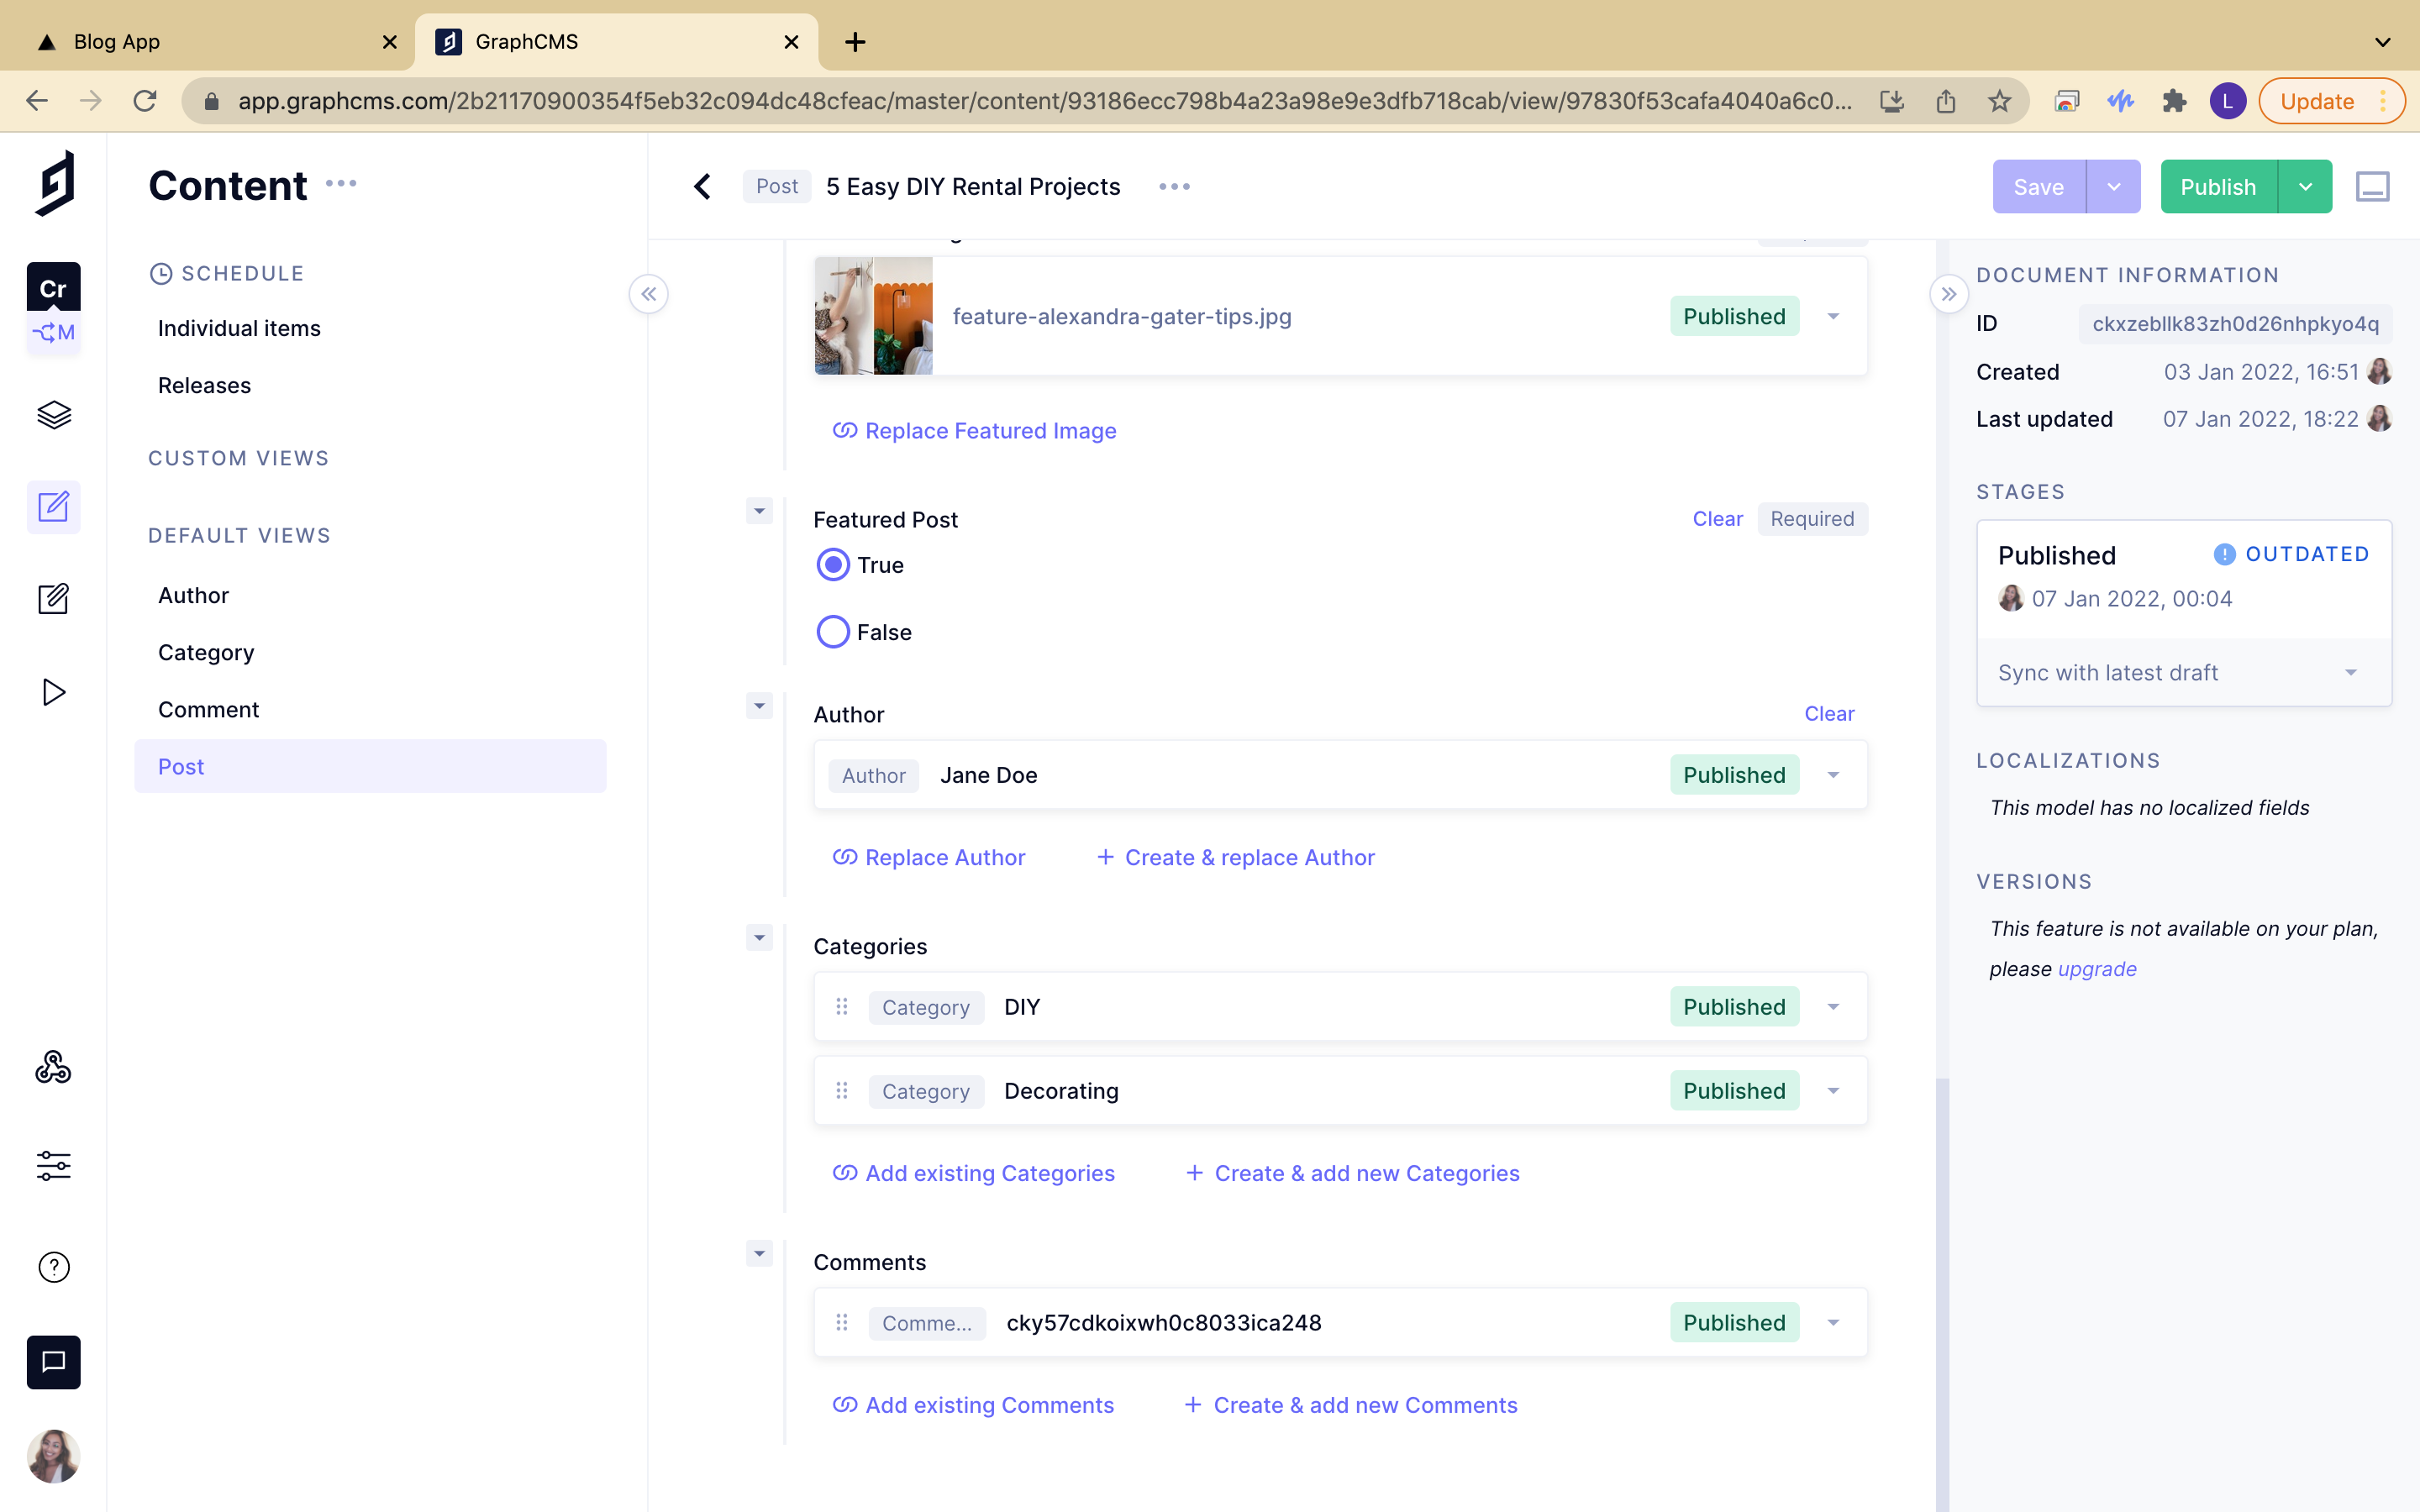 Blog App
GraphCMS
app.graphcms.com/2b21170900354f5eb32c094dc48cfeac/master/content/93186ecc798b4a23a98e9e3dfb718cab/view/97830f53cafa4040a6c0...
L
Update
Content
Post
5 Easy DIY Rental Projects
Save
Publish
Cr
M
SCHEDULE
Individual items
Releases
CUSTOM VIEWS
DEFAULT VIEWS
Author
Category
Comment
Post
feature-alexandra-gater-tips.jpg
Published
Replace Featured Image
Featured Post
Clear
Required
True
False
Author
Clear
Author
Jane Doe
Published
Replace Author
+ Create & replace Author
Categories
Category
DIY
Published
Category
Decorating
Published
Add existing Categories
+ Create & add new Categories
Comments
Comme...
cky57cdkoixwh0c8033ica248
Published
Add existing Comments
+ Create & add new Comments
DOCUMENT INFORMATION
ID
ckxzebllk83zh0d26nhpkyo4q
Created
03 Jan 2022, 16:51
Last updated
07 Jan 2022, 18:22
STAGES
Published
OUTDATED
07 Jan 2022, 00:04
Sync with latest draft
LOCALIZATIONS
This model has no localized fields
VERSIONS
This feature is not available on your plan,
please upgrade